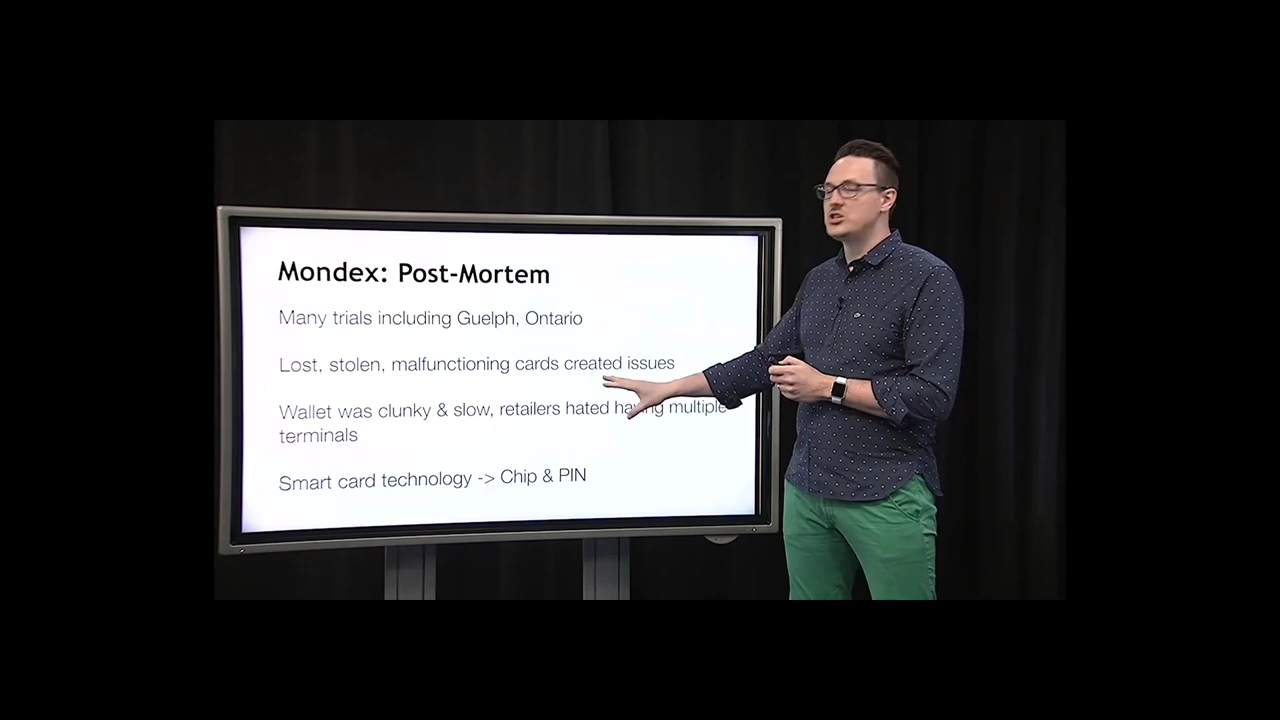 Mondex: Post-Mortem
Many trials including Guelph, Ontario
Lost, stolen, malfunctioning cards created issues
Wallet was clunky & slow, retailers hated having multiple
terminals
Smart card technology -> Chip & PIN